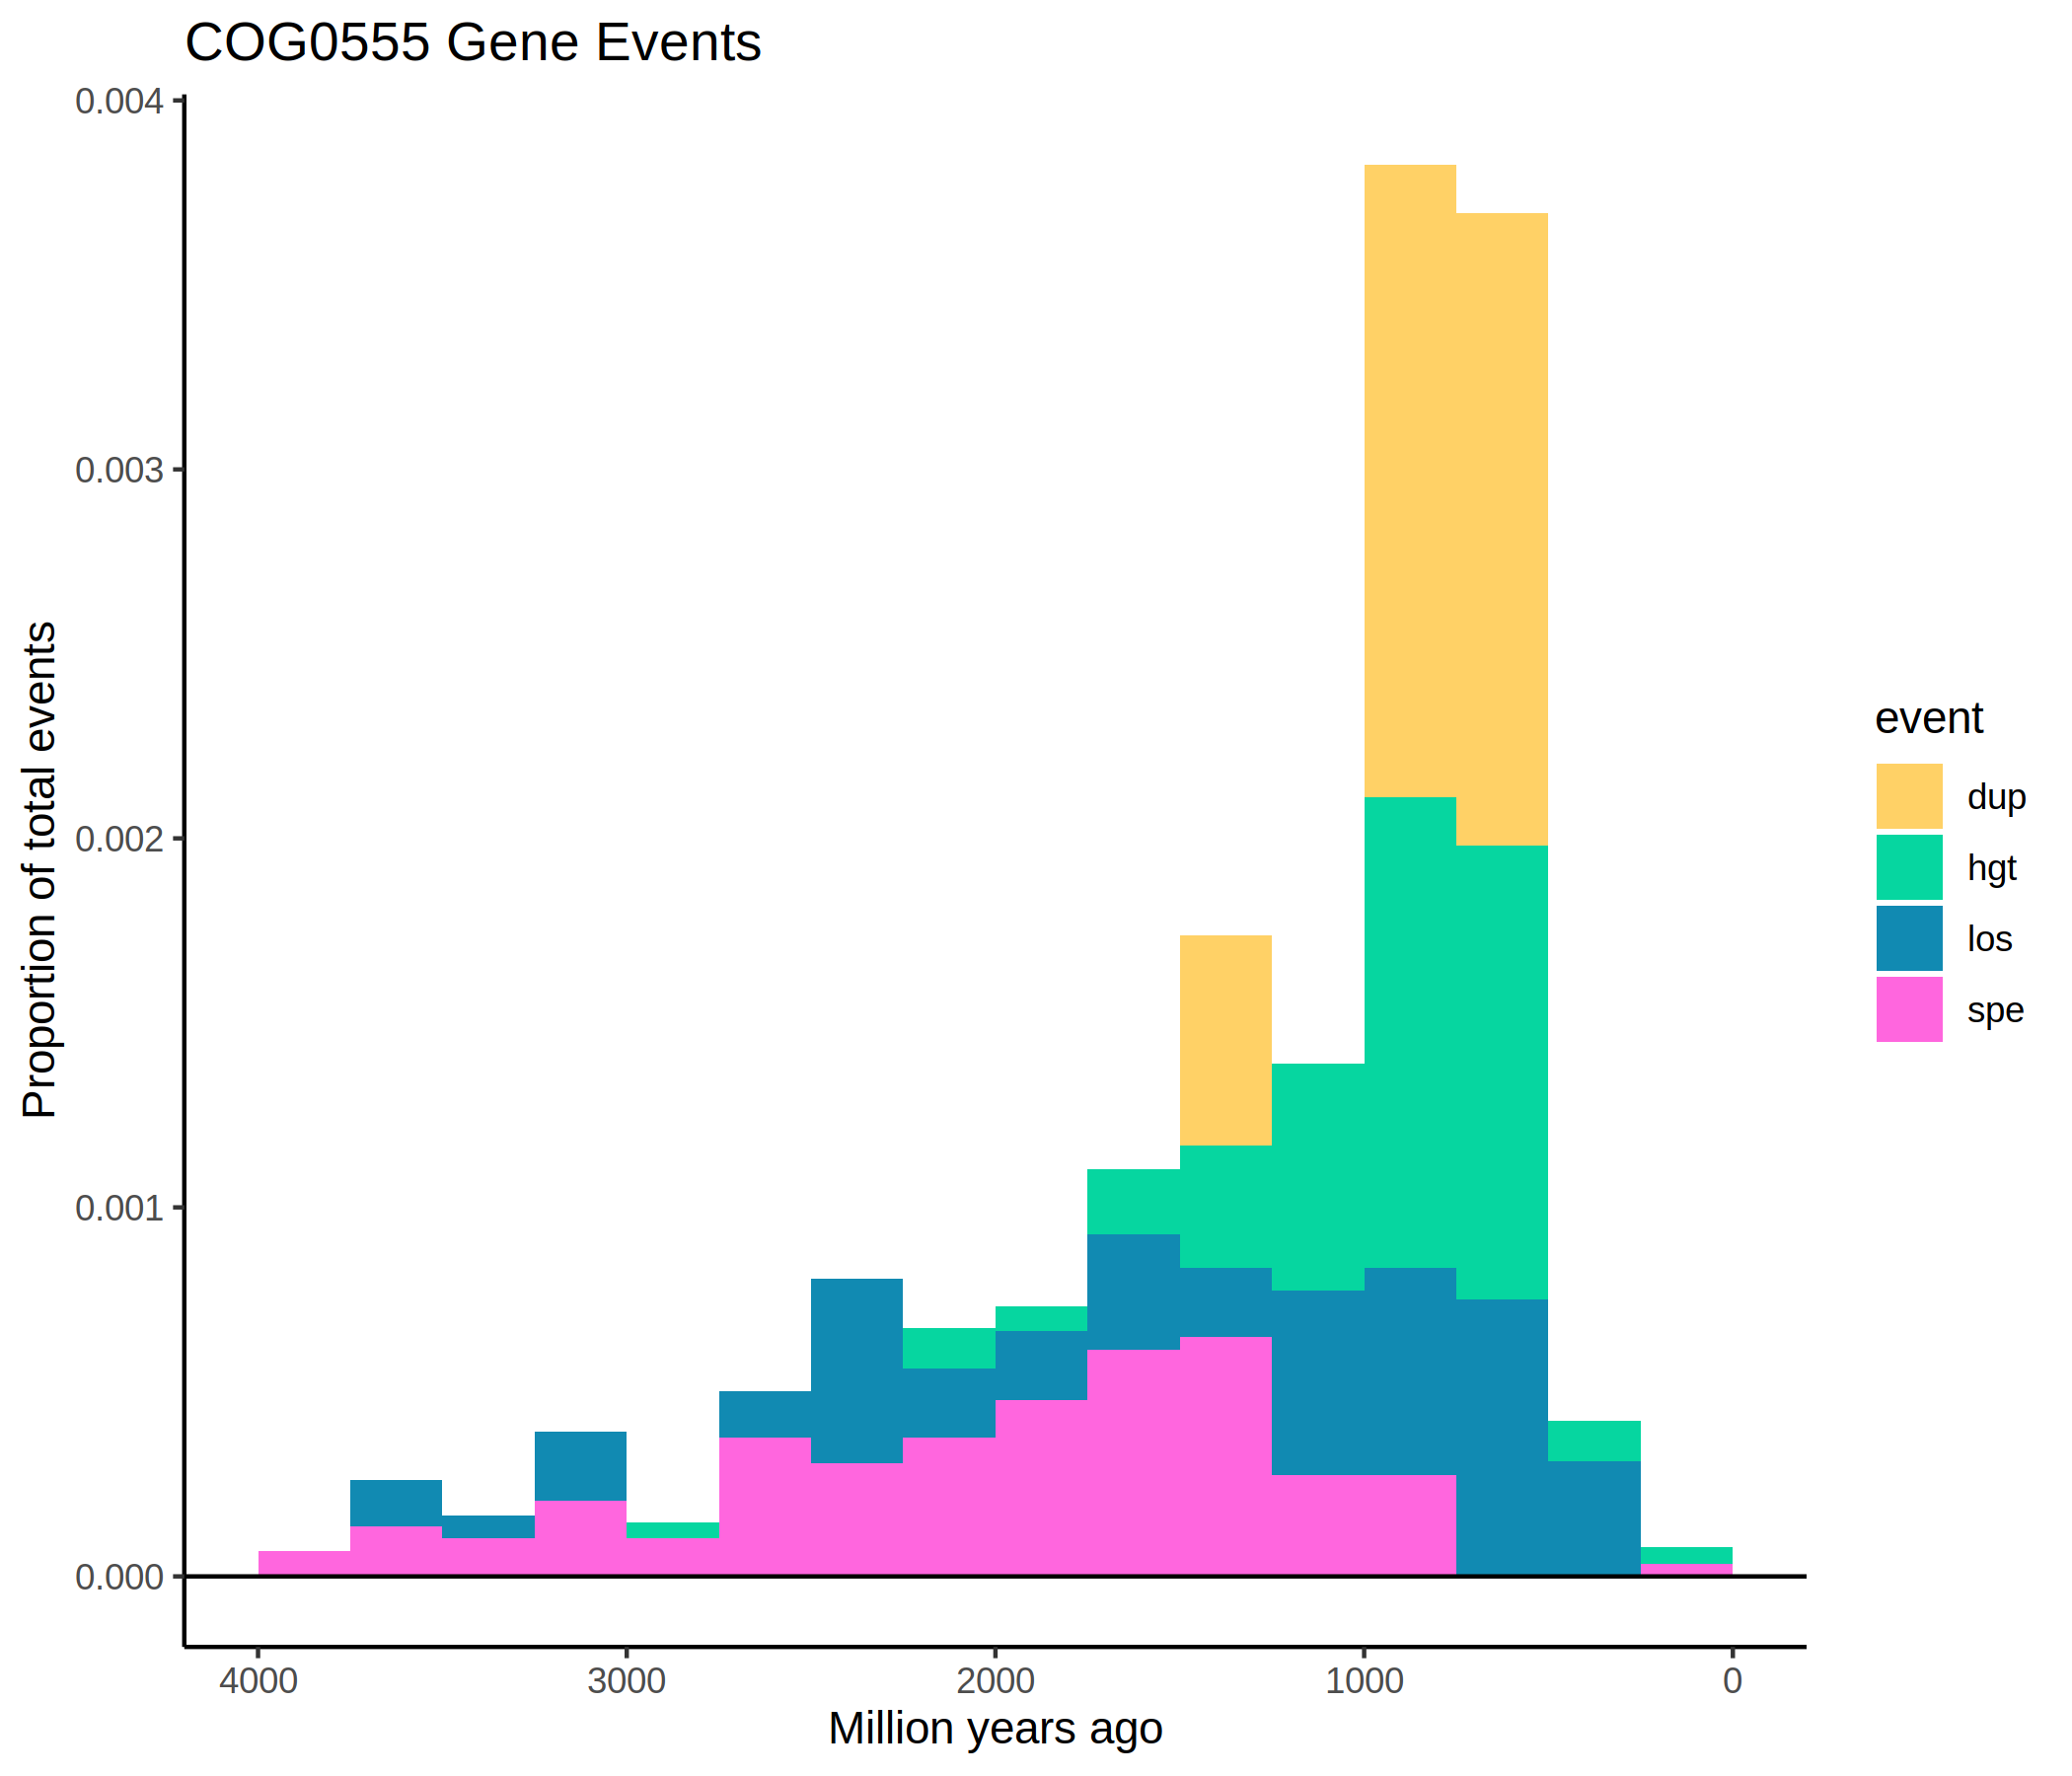 COG0555 Gene Events
0.004
0.003
0.002
0.001
0.000
Proportion of total events
4000 3000 2000 1000 0
Million years ago
event
dup
hgt
los
spe